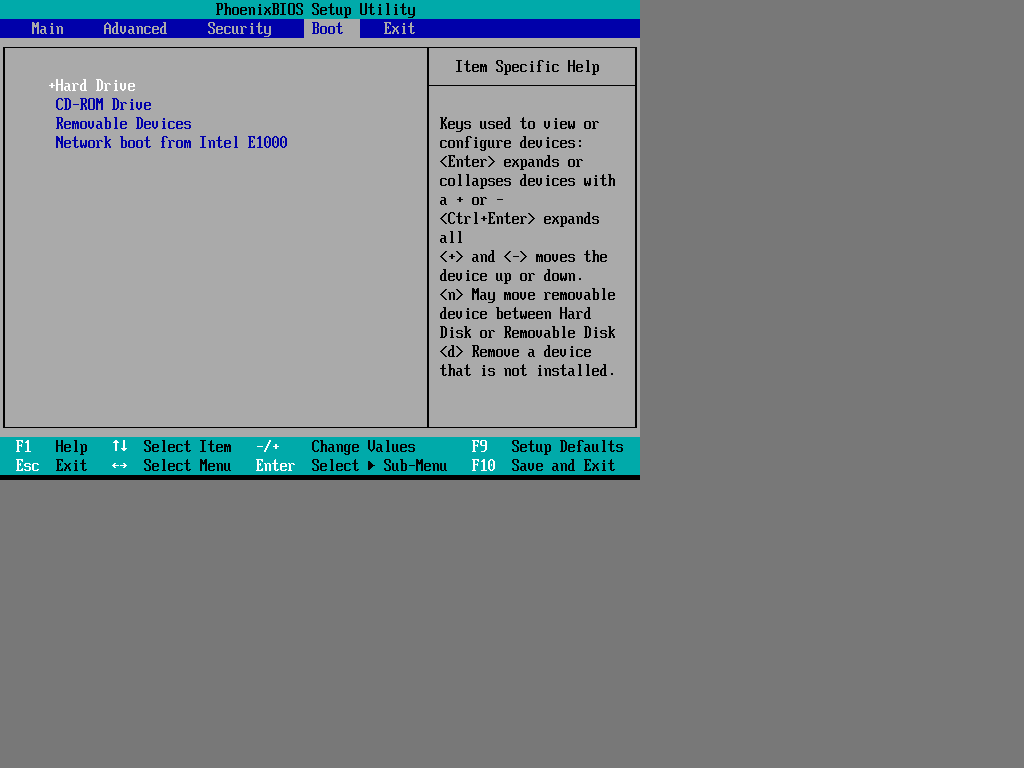 PhoenixBIOS Setup Utility
Main Advanced Security Boot Exit
+Hard Drive
CD-ROM Drive
Removable Devices
Network boot from Intel E1000
Item Specific Help
Keys used to view or
configure devices:
<Enter> expands or
collapses devices with
a + or -
<Ctrl+Enter> expands
all
<+> and <-> moves the
device up or down.
<n> May move removable
device between Hard
Disk or Removable Disk
<d> Remove a device
that is not installed.
F1 Help ↑↓ Select Item -/+ Change Values F9 Setup Defaults
Esc Exit ↔ Select Menu Enter Select ▶ Sub-Menu F10 Save and Exit